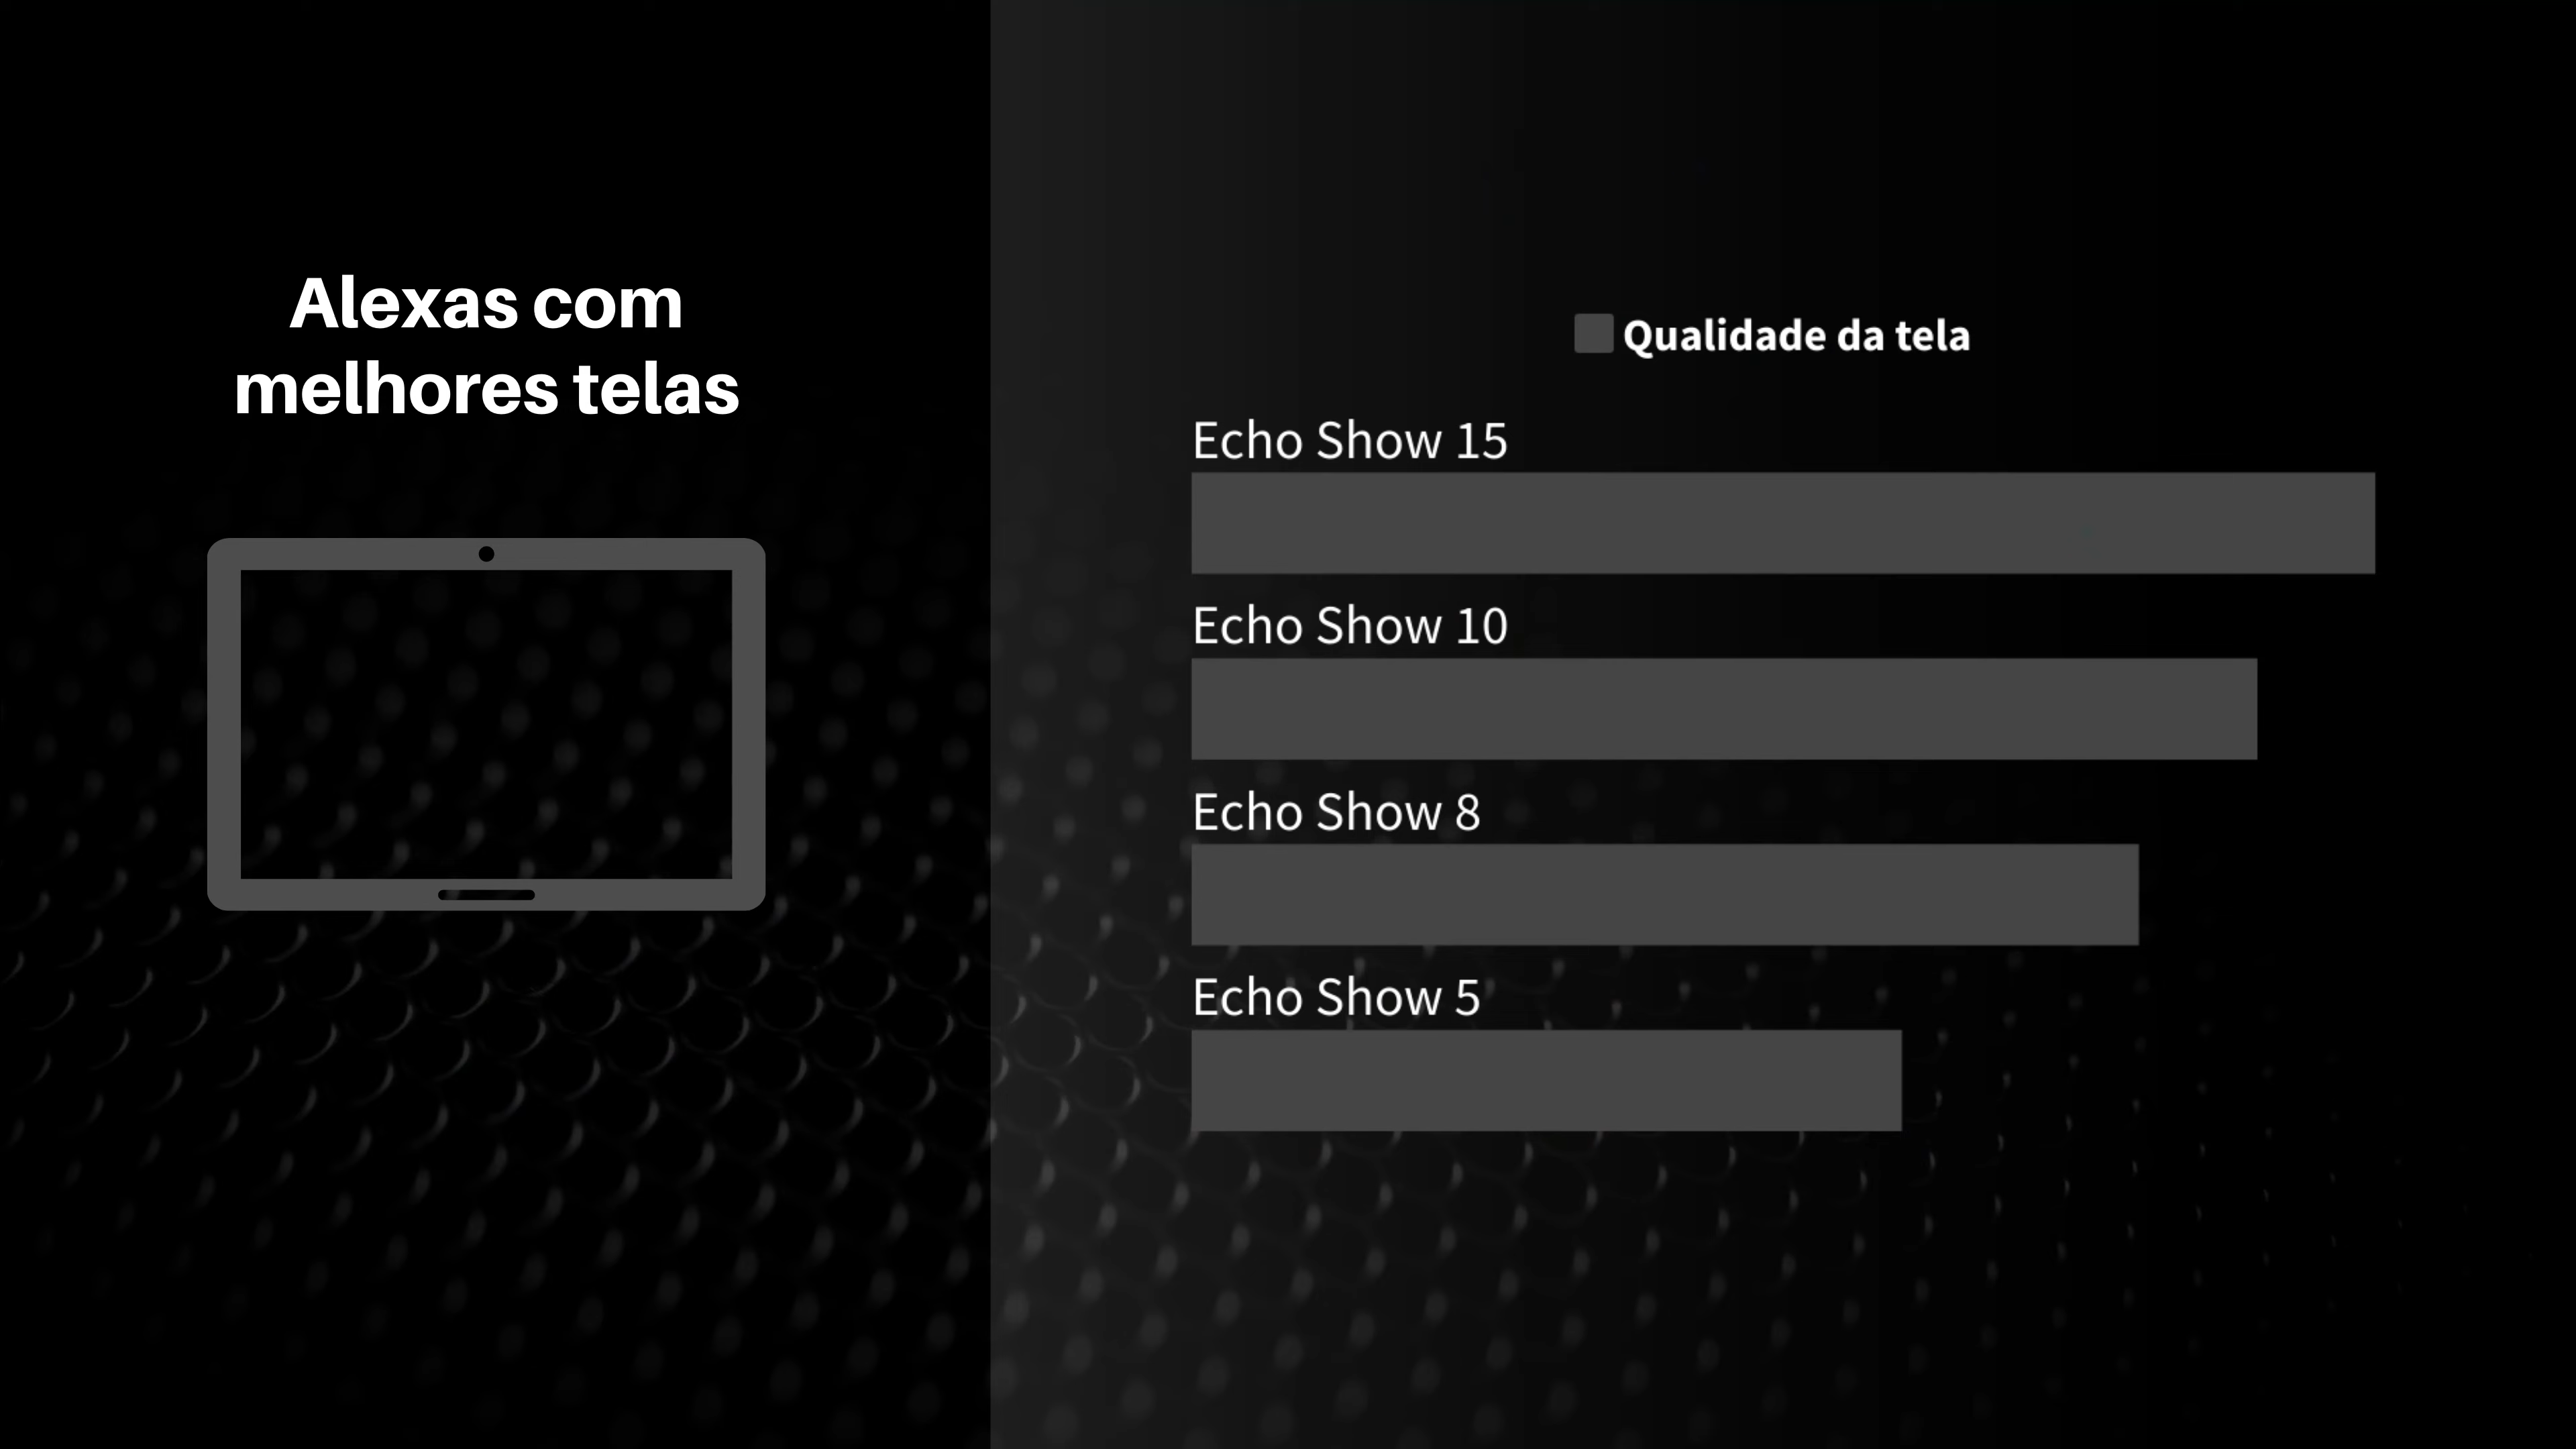 Alexas com
melhores telas
Qualidade da tela
Echo Show 15
Echo Show 10
Echo Show 8
Echo Show 5